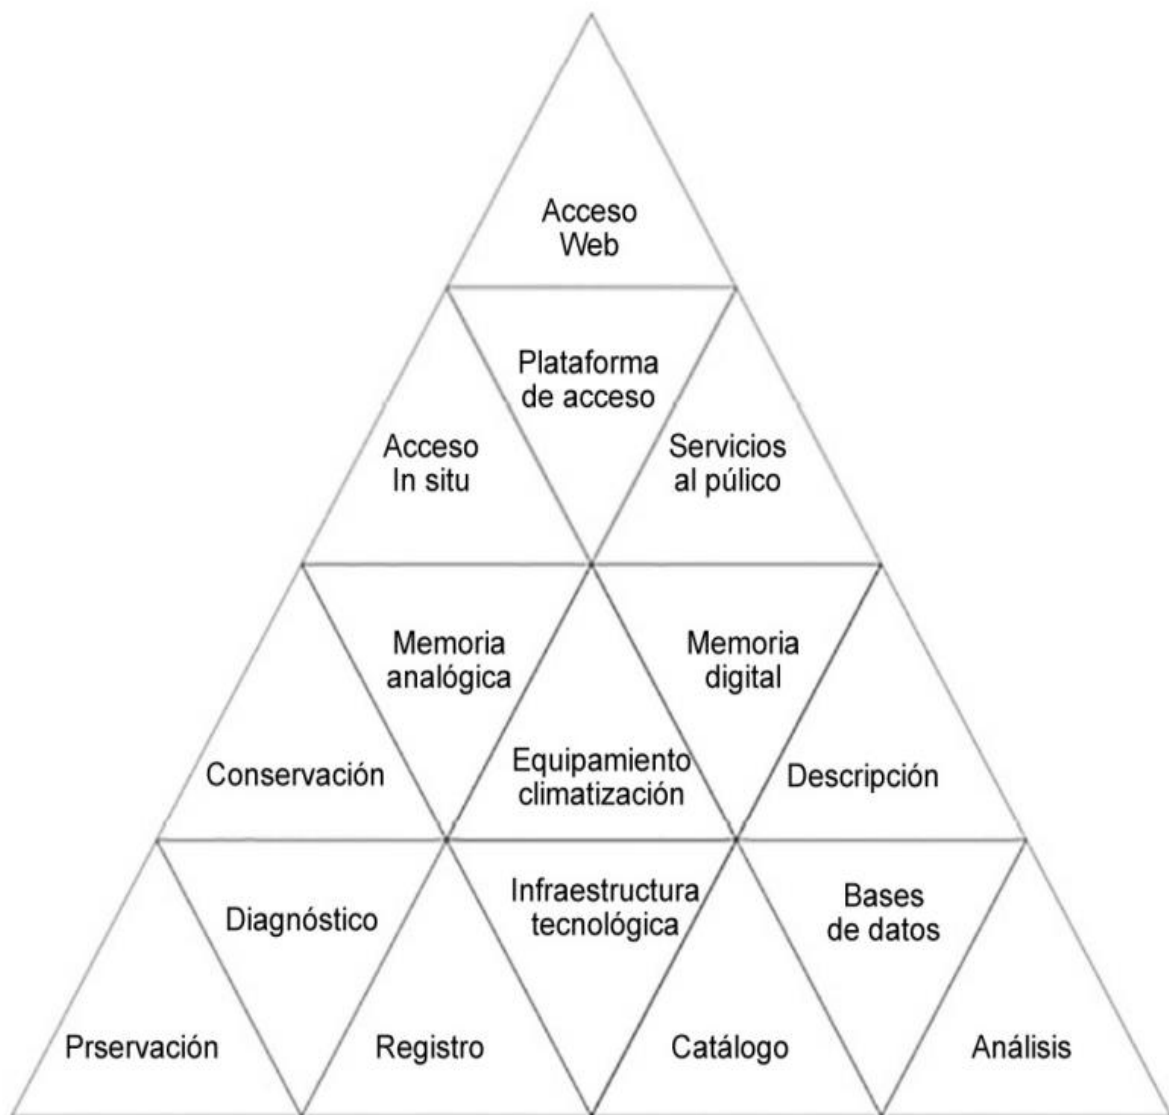 Acceso
Web
Plataforma
de acceso
Acceso
In situ
Servicios
al púlico
Memoria
analógica
Memoria
digital
Conservación
Equipamiento
climatización
Descripción
Diagnóstico
Infraestructura
tecnológica
Bases
de datos
Prservación
Registro
Catálogo
Análisis